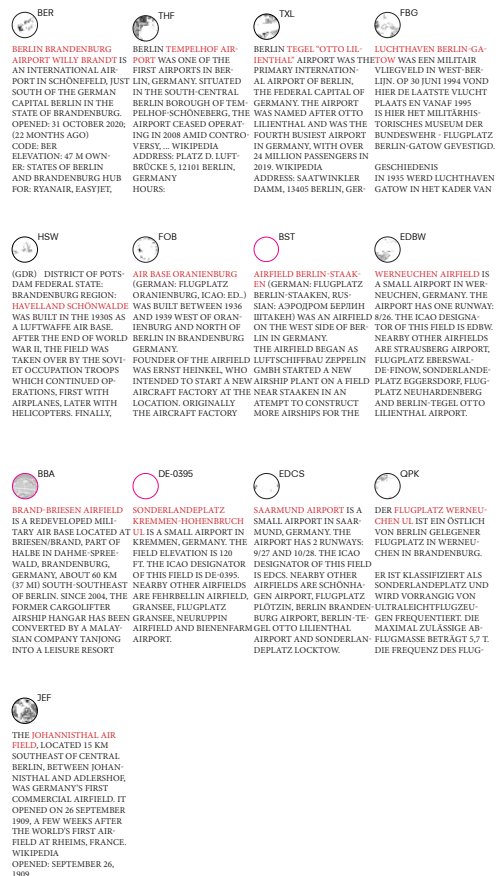 BER
BERLIN BRANDENBURG
AIRPORT WILLY BRANDT IS
AN INTERNATIONAL AIR-
PORT IN SCHÖNEFELD, JUST
SOUTH OF THE GERMAN
CAPITAL BERLIN IN THE
STATE OF BRANDENBURG.
OPENED: 31 OCTOBER 2020;
(22 MONTHS AGO)
CODE: BER
ELEVATION: 47 M OWN-
ER: STATES OF BERLIN
AND BRANDENBURG HUB
FOR: RYANAIR, EASYJET,
THF
BERLIN TEMPELHOF AIR-
PORT WAS ONE OF THE
FIRST AIRPORTS IN BER-
LIN, GERMANY. SITUATED
IN THE SOUTH-CENTRAL
BERLIN BOROUGH OF TEM-
PELHOF-SCHÖNEBERG, THE
AIRPORT CEASED OPERAT-
ING IN 2008 AMID CONTRO-
VERSY, ... WIKIPEDIA
ADDRESS: PLATZ D. LUFT-
BRÜCKE 5, 12101 BERLIN,
GERMANY
HOURS:
TXL
BERLIN TEGEL "OTTO LIL-
IENTHAL" AIRPORT WAS THE
PRIMARY INTERNATION-
AL AIRPORT OF BERLIN,
THE FEDERAL CAPITAL OF
GERMANY. THE AIRPORT
WAS NAMED AFTER OTTO
LILIENTHAL AND WAS THE
FOURTH BUSIEST AIRPORT
IN GERMANY, WITH OVER
24 MILLION PASSENGERS IN
2019. WIKIPEDIA
ADDRESS: SAATWINKLER
DAMM, 13405 BERLIN, GER-
FBG
LUCHTHAVEN BERLIN-GA-
TOW WAS EEN MILITAIR
VLIEGVELD IN WEST-BER-
LIJN. OP 30 JUNI 1994 VOND
HIER DE LAATSTE VLUCHT
PLAATS EN VANAF 1995
IS HIER HET MILITÄRHIS-
TORISCHES MUSEUM DER
BUNDESWEHR - FLUGPLATZ
BERLIN-GATOW GEVESTIGD.
GESCHIEDENIS
IN 1935 WERD LUCHTHAVEN
GATOW IN HET KADER VAN
HSW
(GDR) DISTRICT OF POTS-
DAM FEDERAL STATE:
BRANDENBURG REGION:
HAVELLAND SCHÖNWALDE
WAS BUILT IN THE 1930S AS
A LUFTWAFFE AIR BASE.
AFTER THE END OF WORLD
WAR II, THE FIELD WAS
TAKEN OVER BY THE SOVI-
ET OCCUPATION TROOPS
WHICH CONTINUED OP-
ERATIONS, FIRST WITH
AIRPLANES, LATER WITH
HELICOPTERS. FINALLY,
FOB
AIR BASE ORANIENBURG
(GERMAN: FLUGPLATZ
ORANIENBURG, ICAO: ED..)
WAS BUILT BETWEEN 1936
AND 1939 WEST OF ORAN-
IENBURG AND NORTH OF
BERLIN IN BRANDENBURG
GERMANY.
FOUNDER OF THE AIRFIELD
WAS ERNST HEINKEL, WHO
INTENDED TO START A NEW
AIRCRAFT FACTORY AT THE
LOCATION. ORIGINALLY
THE AIRCRAFT FACTORY
BST
AIRFIELD BERLIN-STAAK-
EN (GERMAN: FLUGPLATZ
BERLIN-STAAKEN, RUS-
SIAN: АЭРОДРОМ БЕРЛИН
ШТАКЕН) WAS AN AIRFIELD
ON THE WEST SIDE OF BER-
LIN IN GERMANY.
THE AIRFIELD BEGAN AS
LUFTSCHIFFBAU ZEPPELIN
GMBH STARTED A NEW
AIRSHIP PLANT ON A FIELD
NEAR STAAKEN IN AN
ATEMPT TO CONSTRUCT
MORE AIRSHIPS FOR THE
EDBW
WERNEUCHEN AIRFIELD IS
A SMALL AIRPORT IN WER-
NEUCHEN, GERMANY. THE
AIRPORT HAS ONE RUNWAY:
8/26. THE ICAO DESIGNA-
TOR OF THIS FIELD IS EDBW.
NEARBY OTHER AIRFIELDS
ARE STRAUSBERG AIRPORT,
FLUGPLATZ EBERSWAL-
DE-FINOW, SONDERLANDE-
PLATZ EGGERSDORF, FLUG-
PLATZ NEUHARDENBERG
AND BERLIN-TEGEL OTTO
LILIENTHAL AIRPORT.
BBA
BRAND-BRIESEN AIRFIELD
IS A REDEVELOPED MILI-
TARY AIR BASE LOCATED AT
BRIESEN/BRAND, PART OF
HALBE IN DAHME-SPREE-
WALD, BRANDENBURG,
GERMANY, ABOUT 60 KM
(37 MI) SOUTH-SOUTHEAST
OF BERLIN. SINCE 2004, THE
FORMER CARGOLIFTER
AIRSHIP HANGAR HAS BEEN
CONVERTED BY A MALAY-
SIAN COMPANY TANJONG
INTO A LEISURE RESORT
DE-0395
SONDERLANDEPLATZ
KREMMEN-HOHENBRUCH
UL IS A SMALL AIRPORT IN
KREMMEN, GERMANY. THE
FIELD ELEVATION IS 120
FT. THE ICAO DESIGNATOR
OF THIS FIELD IS DE-0395.
NEARBY OTHER AIRFIELDS
ARE FEHRBELLIN AIRFIELD,
GRANSEE, FLUGPLATZ
GRANSEE, NEURUPPIN
AIRFIELD AND BIENENFARM
AIRPORT.
EDCS
SAARMUND AIRPORT IS A
SMALL AIRPORT IN SAAR-
MUND, GERMANY. THE
AIRPORT HAS 2 RUNWAYS:
9/27 AND 10/28. THE ICAO
DESIGNATOR OF THIS FIELD
IS EDCS. NEARBY OTHER
AIRFIELDS ARE SCHÖNHA-
GEN AIRPORT, FLUGPLATZ
PLÖTZIN, BERLIN BRANDEN-
BURG AIRPORT, BERLIN-TE-
GEL OTTO LILIENTHAL
AIRPORT AND SONDERLAN-
DEPLATZ LOCKTOW.
QPK
DER FLUGPLATZ WERNEU-
CHEN UL IST EIN ÖSTLICH
VON BERLIN GELEGENER
FLUGPLATZ IN WERNEU-
CHEN IN BRANDENBURG.
ER IST KLASSIFIZIERT ALS
SONDERLANDEPLATZ UND
WIRD VORRANGIG VON
ULTRALEICHTFLUGZEU-
GEN FREQUENTIERT. DIE
MAXIMAL ZULÄSSIGE AB-
FLUGMASSE BETRÄGT 5,7 T.
DIE FREQUENZ DES FLUG-
JEF
THE JOHANNISTHAL AIR
FIELD, LOCATED 15 KM
SOUTHEAST OF CENTRAL
BERLIN, BETWEEN JOHAN-
NISTHAL AND ADLERSHOF,
WAS GERMANY'S FIRST
COMMERCIAL AIRFIELD. IT
OPENED ON 26 SEPTEMBER
1909, A FEW WEEKS AFTER
THE WORLD'S FIRST AIR-
FIELD AT RHEIMS, FRANCE.
WIKIPEDIA
OPENED: SEPTEMBER 26,
1909